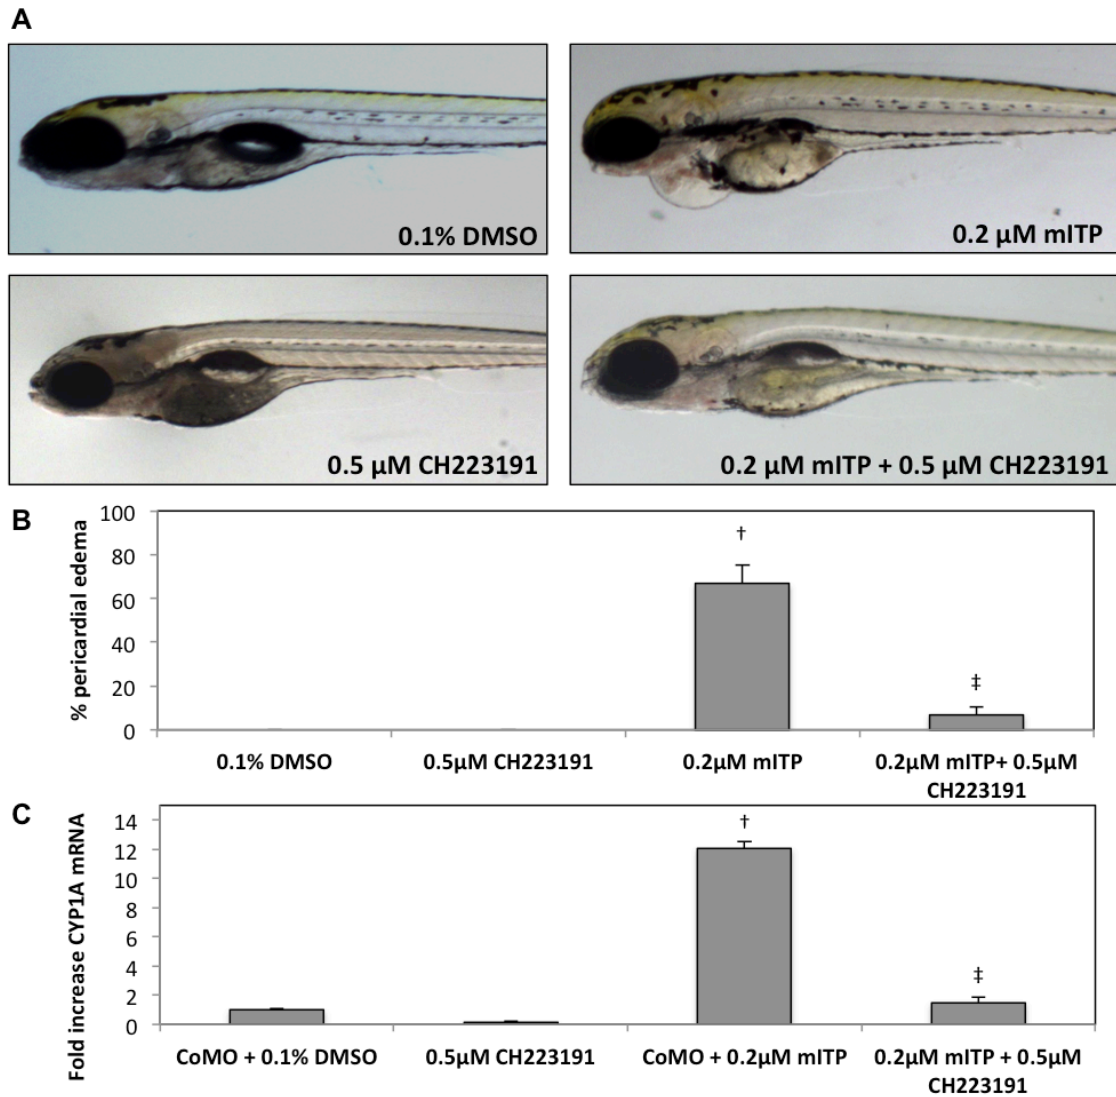 A
0.1% DMSO
0.2 µM mITP
0.5 µM CH223191
0.2 µM mITP + 0.5 µM CH223191
B
% pericardial edema
100
80
60
40
20
0
†
‡
0.1% DMSO
0.5µM CH223191
0.2µM mITP
0.2µM mITP+ 0.5µM
CH223191
C
Fold increase CYP1A mRNA
14
12
10
8
6
4
2
0
†
‡
CoMO + 0.1% DMSO
0.5µM CH223191
CoMO + 0.2µM mITP
0.2µM mITP + 0.5µM
CH223191